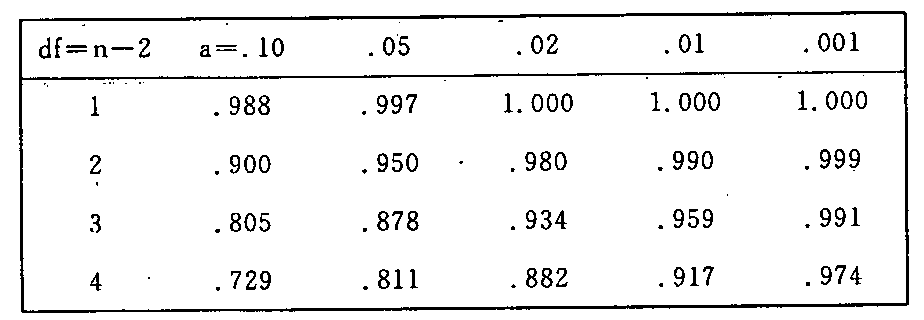 df=n-2 a=.10 .05 .02 .01 .001
1 .988 .997 1.000 1.000 1.000
2 .900 .950 .980 .990 .999
3 .805 .878 .934 .959 .991
4 .729 .811 .882 .917 .974